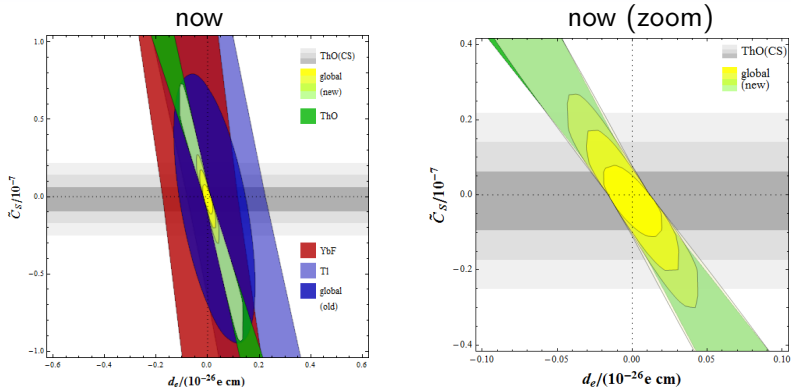 now
1.0
0.5
0.0
-0.5
-1.0
C̃S/10⁻⁷
ThO(CS)
global
(new)
ThO
YbF
Tl
global
(old)
-0.6 -0.4 -0.2 0.0 0.2 0.4 0.6
de/(10⁻²⁶ e cm)
now (zoom)
0.4
0.2
0.0
-0.2
-0.4
C̃S/10⁻⁷
ThO(CS)
global
(new)
-0.10 -0.05 0.00 0.05 0.10
de/(10⁻²⁶ e cm)